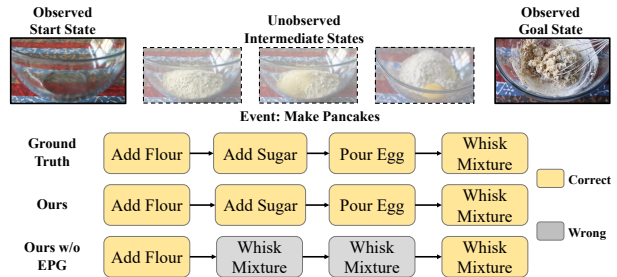 Observed
Start State
Unobserved
Intermediate States
Observed
Goal State
Event: Make Pancakes
Ground
Truth
Add Flour
Add Sugar
Pour Egg
Whisk
Mixture
Correct
Ours
Add Flour
Add Sugar
Pour Egg
Whisk
Mixture
Wrong
Ours w/o
EPG
Add Flour
Whisk
Mixture
Whisk
Mixture
Whisk
Mixture